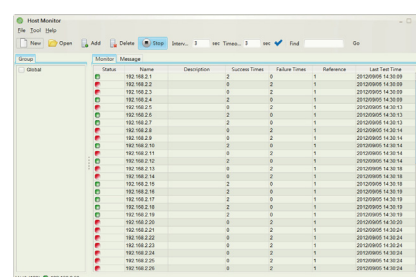 Host Monitor
File Tool Help
New Open Add Delete Stop Interv... 3 sec Timeo... 3 sec Find Go
Group
Global
Monitor Message
Status Name Description Success Times Failure Times Reference Last Test Time
192.168.2.1 2 0 1 2012/09/05 14:30:09
192.168.2.2 0 2 1 2012/09/05 14:30:09
192.168.2.3 0 2 1 2012/09/05 14:30:09
192.168.2.4 2 0 1 2012/09/05 14:30:09
192.168.2.5 0 2 1 2012/09/05 14:30:13
192.168.2.6 2 0 1 2012/09/05 14:30:13
192.168.2.7 2 0 1 2012/09/05 14:30:13
192.168.2.8 0 2 1 2012/09/05 14:30:14
192.168.2.9 0 2 1 2012/09/05 14:30:14
192.168.2.10 2 0 1 2012/09/05 14:30:14
192.168.2.11 0 2 1 2012/09/05 14:30:14
192.168.2.12 2 0 1 2012/09/05 14:30:14
192.168.2.13 0 2 1 2012/09/05 14:30:18
192.168.2.14 0 2 1 2012/09/05 14:30:18
192.168.2.15 2 0 1 2012/09/05 14:30:18
192.168.2.16 2 0 1 2012/09/05 14:30:19
192.168.2.17 2 0 1 2012/09/05 14:30:19
192.168.2.18 2 0 1 2012/09/05 14:30:19
192.168.2.19 2 0 1 2012/09/05 14:30:19
192.168.2.20 0 2 1 2012/09/05 14:30:20
192.168.2.21 0 2 1 2012/09/05 14:30:24
192.168.2.22 0 2 1 2012/09/05 14:30:24
192.168.2.23 0 2 1 2012/09/05 14:30:24
192.168.2.24 0 2 1 2012/09/05 14:30:24
192.168.2.25 0 2 1 2012/09/05 14:30:24
192.168.2.26 0 2 1 2012/09/05 14:30:24